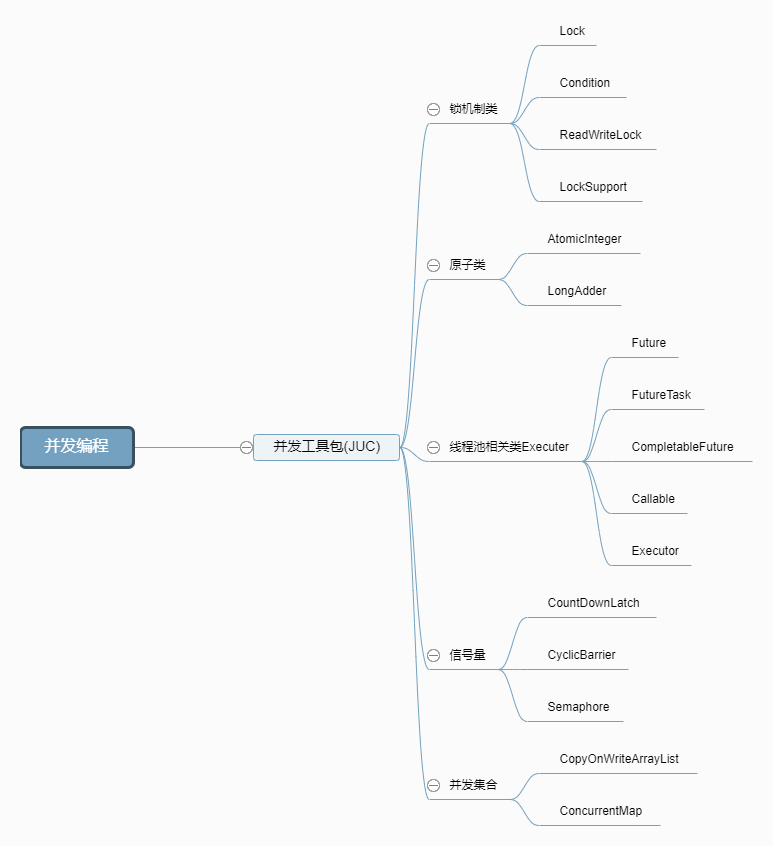 并发编程
并发工具包(JUC)
锁机制类
Lock
Condition
ReadWriteLock
LockSupport
原子类
AtomicInteger
LongAdder
线程池相关类Executer
Future
FutureTask
CompletableFuture
Callable
Executor
信号量
CountDownLatch
CyclicBarrier
Semaphore
并发集合
CopyOnWriteArrayList
ConcurrentMap